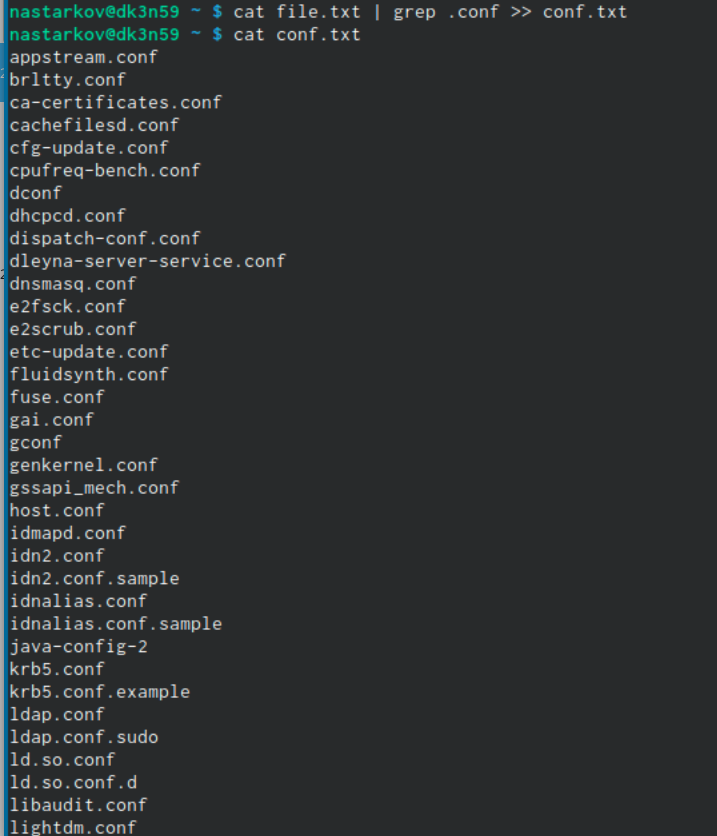 nastarkov@dk3n59 ~ $ cat file.txt | grep .conf >> conf.txt
nastarkov@dk3n59 ~ $ cat conf.txt
appstream.conf
brltty.conf
ca-certificates.conf
cachefilesd.conf
cfg-update.conf
cpufreq-bench.conf
dconf
dhcpcd.conf
dispatch-conf.conf
dleyna-server-service.conf
dnsmasq.conf
e2fsck.conf
e2scrub.conf
etc-update.conf
fluidsynth.conf
fuse.conf
gai.conf
gconf
genkernel.conf
gssapi_mech.conf
host.conf
idmapd.conf
idn2.conf
idn2.conf.sample
idnalias.conf
idnalias.conf.sample
java-config-2
krb5.conf
krb5.conf.example
ldap.conf
ldap.conf.sudo
ld.so.conf
ld.so.conf.d
libaudit.conf
lightdm.conf